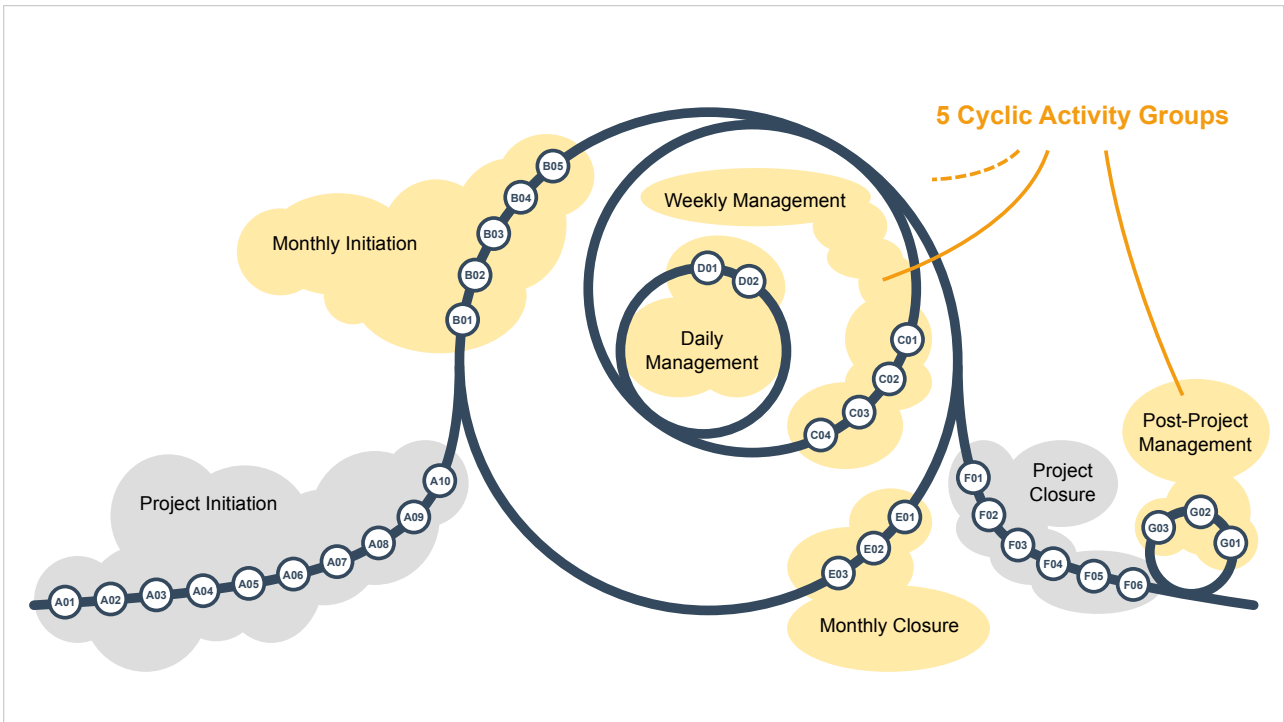 5 Cyclic Activity Groups
B05
B04
B03
B02
B01
Monthly Initiation
Weekly Management
D01
D02
Daily
Management
C01
C02
C03
C04
Post-Project
Management
Project Initiation
A01
A02
A03
A04
A05
A06
A07
A08
A09
A10
E01
E02
E03
Monthly Closure
Project
Closure
F01
F02
F03
F04
F05
F06
G03
G02
G01